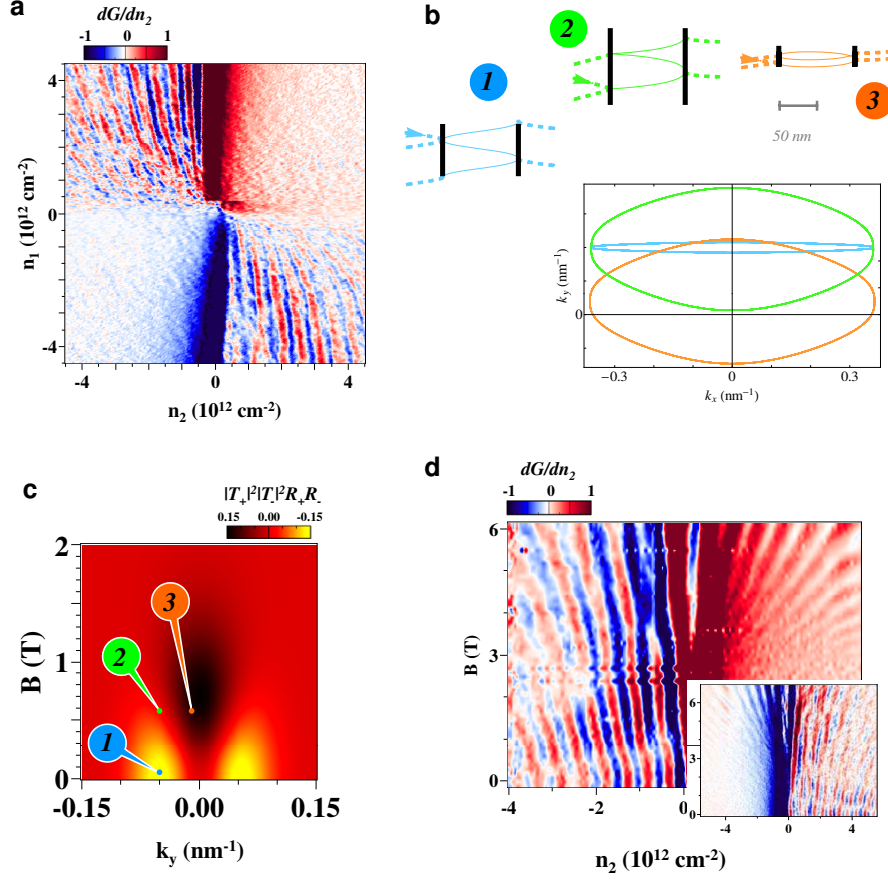 a
dG/dn2
-1 0 1
4
0
-4
n1 (10^12 cm^-2)
-4 0 4
n2 (10^12 cm^-2)
b
1
2
3
50 nm
ky (nm^-1)
0
-0.3 0 0.3
kx (nm^-1)
c
|T+|^2|T-|^2R+R-
0.15 0.00 -0.15
2
1
0
B (T)
3
2
1
-0.15 0.00 0.15
ky (nm^-1)
d
dG/dn2
-1 0 1
6
3
0
B (T)
-4 -2 0
n2 (10^12 cm^-2)
6
3
0
-4 0 4